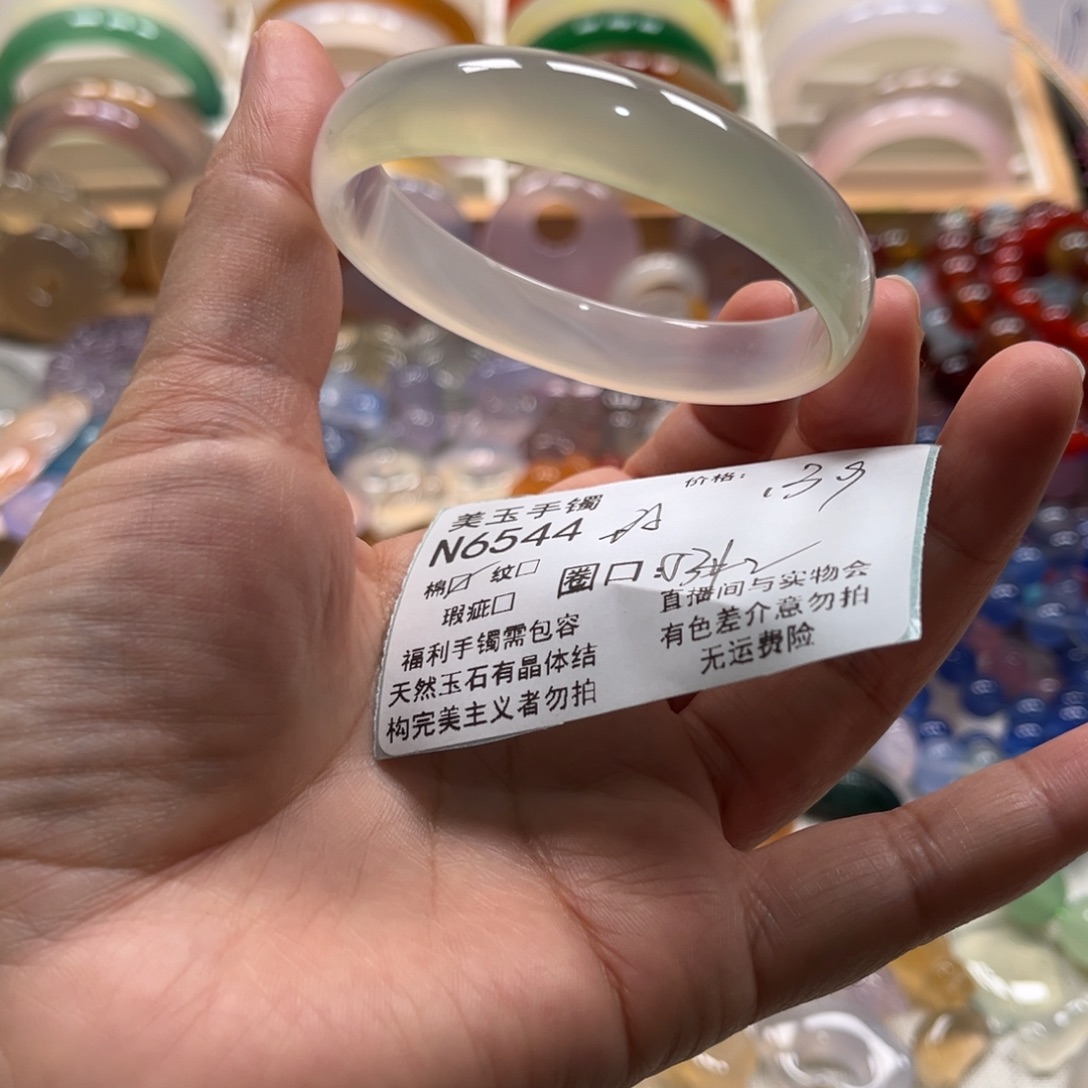 美玉手镯
价格:
N6544
棉☑ 纹□
圈口:
瑕疵□
福利手镯需包容
天然玉石有晶体结
构完美主义者勿拍
直播间与实物会
有色差介意勿拍
无运费险